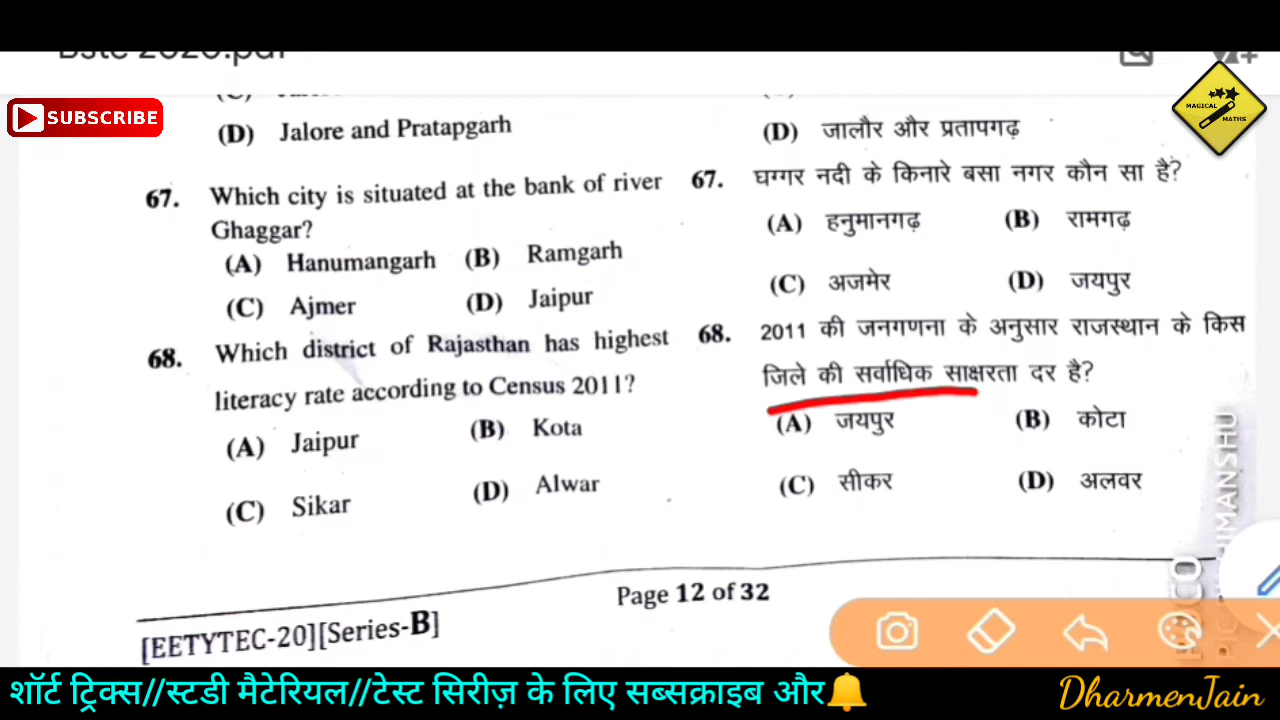 Bstc 2020.pdf
SUBSCRIBE
MAGICAL
MATHS
(D) Jalore and Pratapgarh
67. Which city is situated at the bank of river
Ghaggar?
(A) Hanumangarh (B) Ramgarh
(C) Ajmer (D) Jaipur
68. Which district of Rajasthan has highest
literacy rate according to Census 2011?
(A) Jaipur (B) Kota
(C) Sikar (D) Alwar
(D) जालौर और प्रतापगढ़
67. घग्गर नदी के किनारे बसा नगर कौन सा है?
(A) हनुमानगढ़ (B) रामगढ़
(C) अजमेर (D) जयपुर
68. 2011 की जनगणना के अनुसार राजस्थान के किस
जिले की सर्वाधिक साक्षरता दर है?
(A) जयपुर (B) कोटा
(C) सीकर (D) अलवर
Page 12 of 32
[EETYTEC-20][Series-B]
शॉर्ट ट्रिक्स//स्टडी मैटेरियल//टेस्ट सिरीज़ के लिए सब्सक्राइब और
DharmenJain